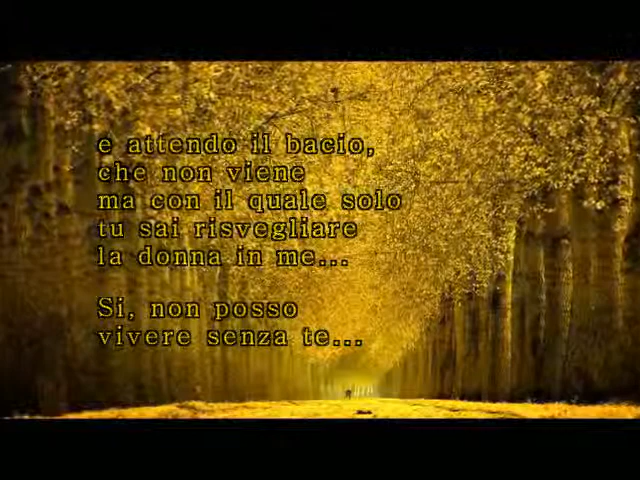 e attendo il bacio,
che non viene
ma con il quale solo
tu sai risvegliare
la donna in me...
Si, non posso
vivere senza te...